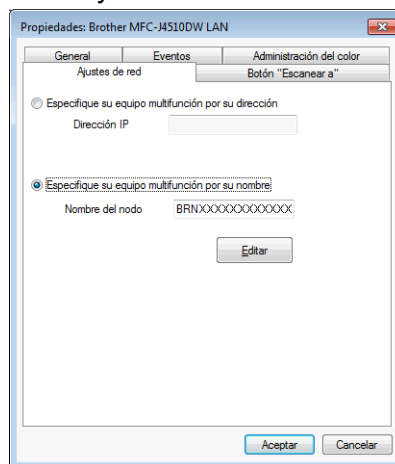 Propiedades: Brother MFC-J4510DW LAN
General Eventos Administración del color
Ajustes de red Botón "Escanear a"
Especifique su equipo multifunción por su dirección
Dirección IP
Especifique su equipo multifunción por su nombre
Nombre del nodo BRNXXXXXXXXXXXX
Editar
Aceptar Cancelar